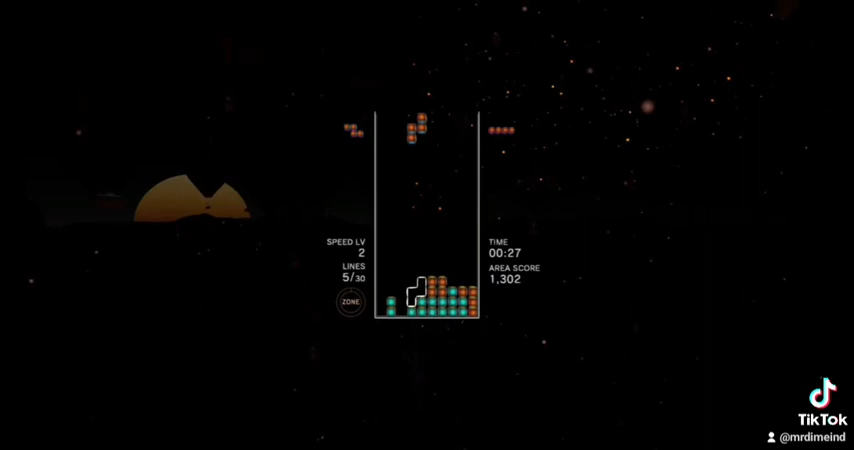 SPEED LV
2
LINES
5/30
ZONE
TIME
00:27
AREA SCORE
1,302
TikTok
@mrdimeind